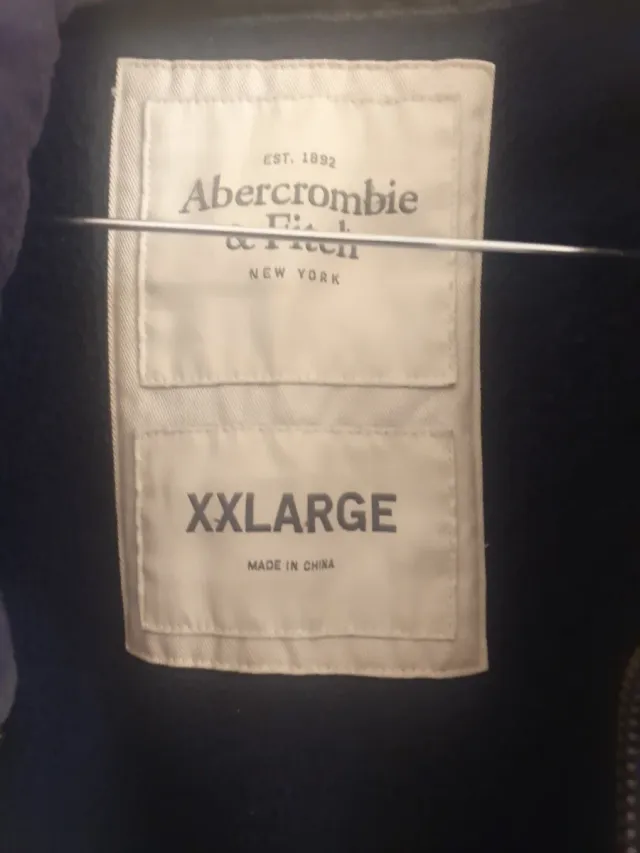 EST. 1892
Abercrombie
& Fitch
NEW YORK
XXLARGE
MADE IN CHINA